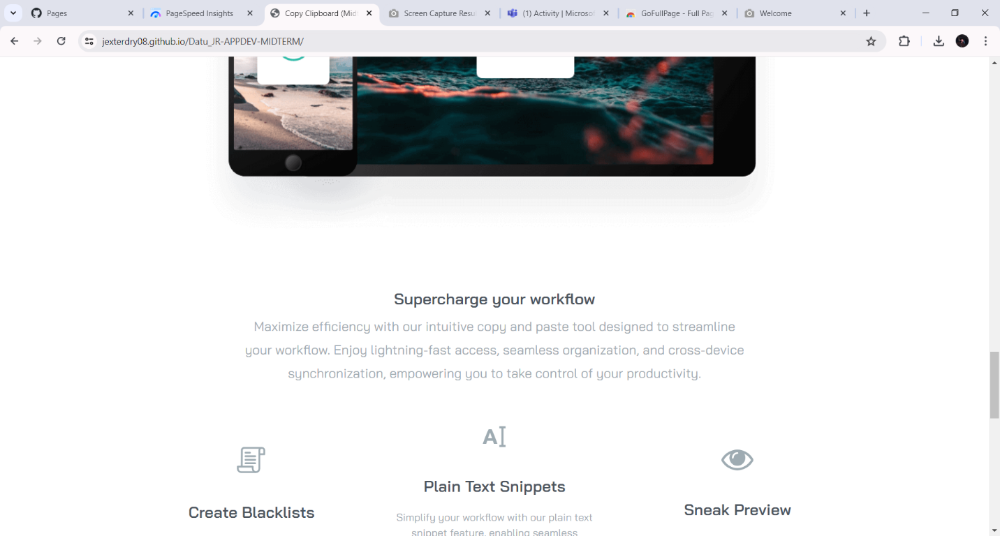 Pages
PageSpeed Insights
Copy Clipboard (Mid
Screen Capture Resu
(1) Activity | Microsof
GoFullPage - Full Pag
Welcome
jexterdry08.github.io/Datu_JR-APPDEV-MIDTERM/
Supercharge your workflow
Maximize efficiency with our intuitive copy and paste tool designed to streamline
your workflow. Enjoy lightning-fast access, seamless organization, and cross-device
synchronization, empowering you to take control of your productivity.
A
Plain Text Snippets
Create Blacklists
Sneak Preview
Simplify your workflow with our plain text
snippet feature, enabling seamless